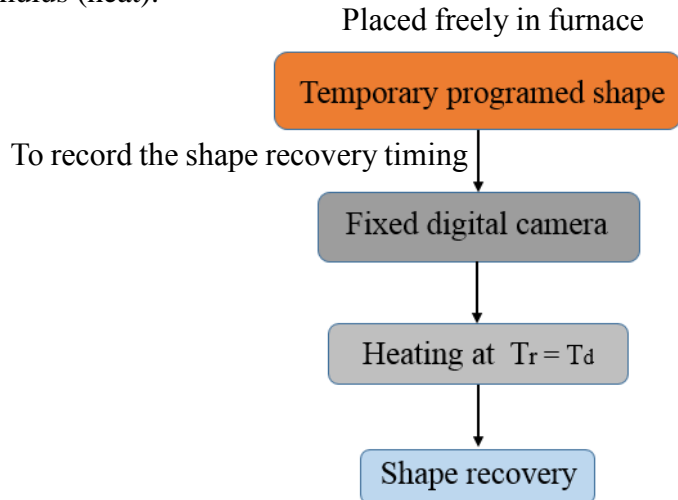 (heat).
Placed freely in furnace
Temporary programed shape
To record the shape recovery timing
Fixed digital camera
Heating at Tr = Td
Shape recovery